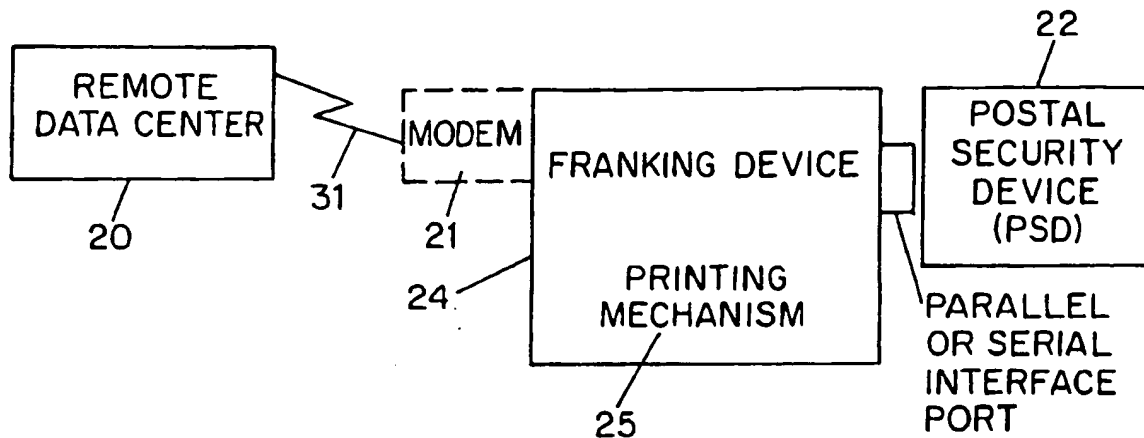 REMOTE
DATA CENTER
20
31
MODEM
21
FRANKING DEVICE
24
PRINTING
MECHANISM
25
22
POSTAL
SECURITY
DEVICE
(PSD)
PARALLEL
OR SERIAL
INTERFACE
PORT